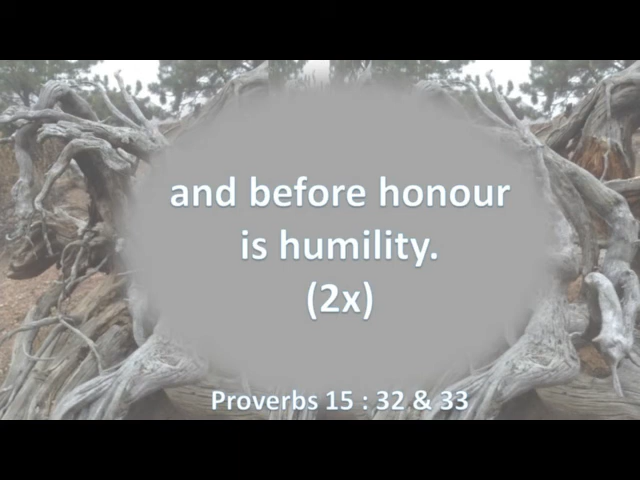 and before honour
is humility.
(2x)
Proverbs 15 : 32 & 33